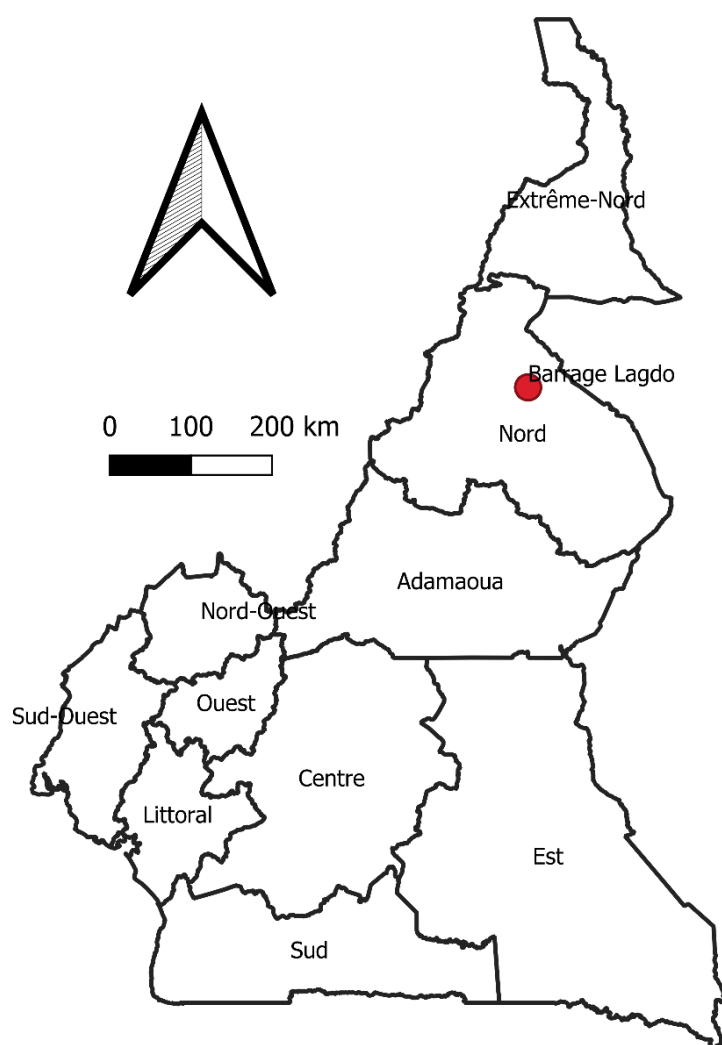 Extrême-Nord
Barrage Lagdo
0 100 200 km
Nord
Adamaoua
Nord-Ouest
Ouest
Sud-Ouest
Centre
Littoral
Est
Sud